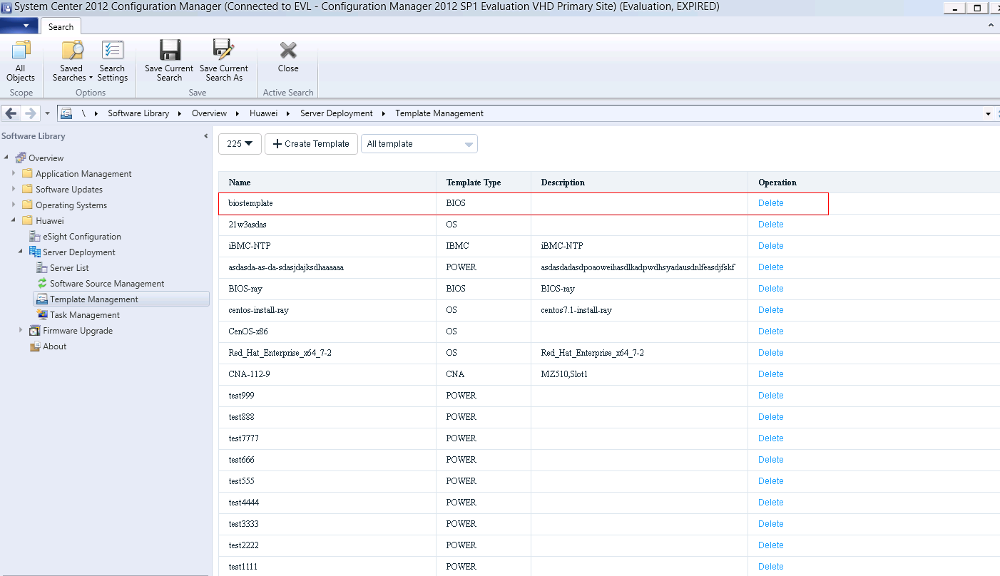 System Center 2012 Configuration Manager (Connected to EVL - Configuration Manager 2012 SP1 Evaluation VHD Primary Site) (Evaluation, EXPIRED)
Search
All Objects
Saved Searches
Search Settings
Save Current Search
Save Current Search As
Close
Scope
Options
Save
Active Search
\ Software Library Overview Huawei Server Deployment Template Management
Software Library
Overview
Application Management
Software Updates
Operating Systems
Huawei
eSight Configuration
Server Deployment
Server List
Software Source Management
Template Management
Task Management
Firmware Upgrade
About
225 Create Template All template
Name Template Type Description Operation
biostemplate BIOS Delete
21w3asdas OS Delete
iBMC-NTP IBMC iBMC-NTP Delete
asdasda-as-da-sdasjdajksdhaaaaaa POWER asdasdadasdpoaoweihasdlkadpwdhsyadausdnlfeasdjfskf Delete
BIOS-ray BIOS BIOS-ray Delete
centos-install-ray OS centos7.1-install-ray Delete
CenOS-x86 OS Delete
Red_Hat_Enterprise_x64_7-2 OS Red_Hat_Enterprise_x64_7-2 Delete
CNA-112-9 CNA MZ510,Slot1 Delete
test999 POWER Delete
test888 POWER Delete
test7777 POWER Delete
test666 POWER Delete
test555 POWER Delete
test4444 POWER Delete
test3333 POWER Delete
test2222 POWER Delete
test1111 POWER Delete